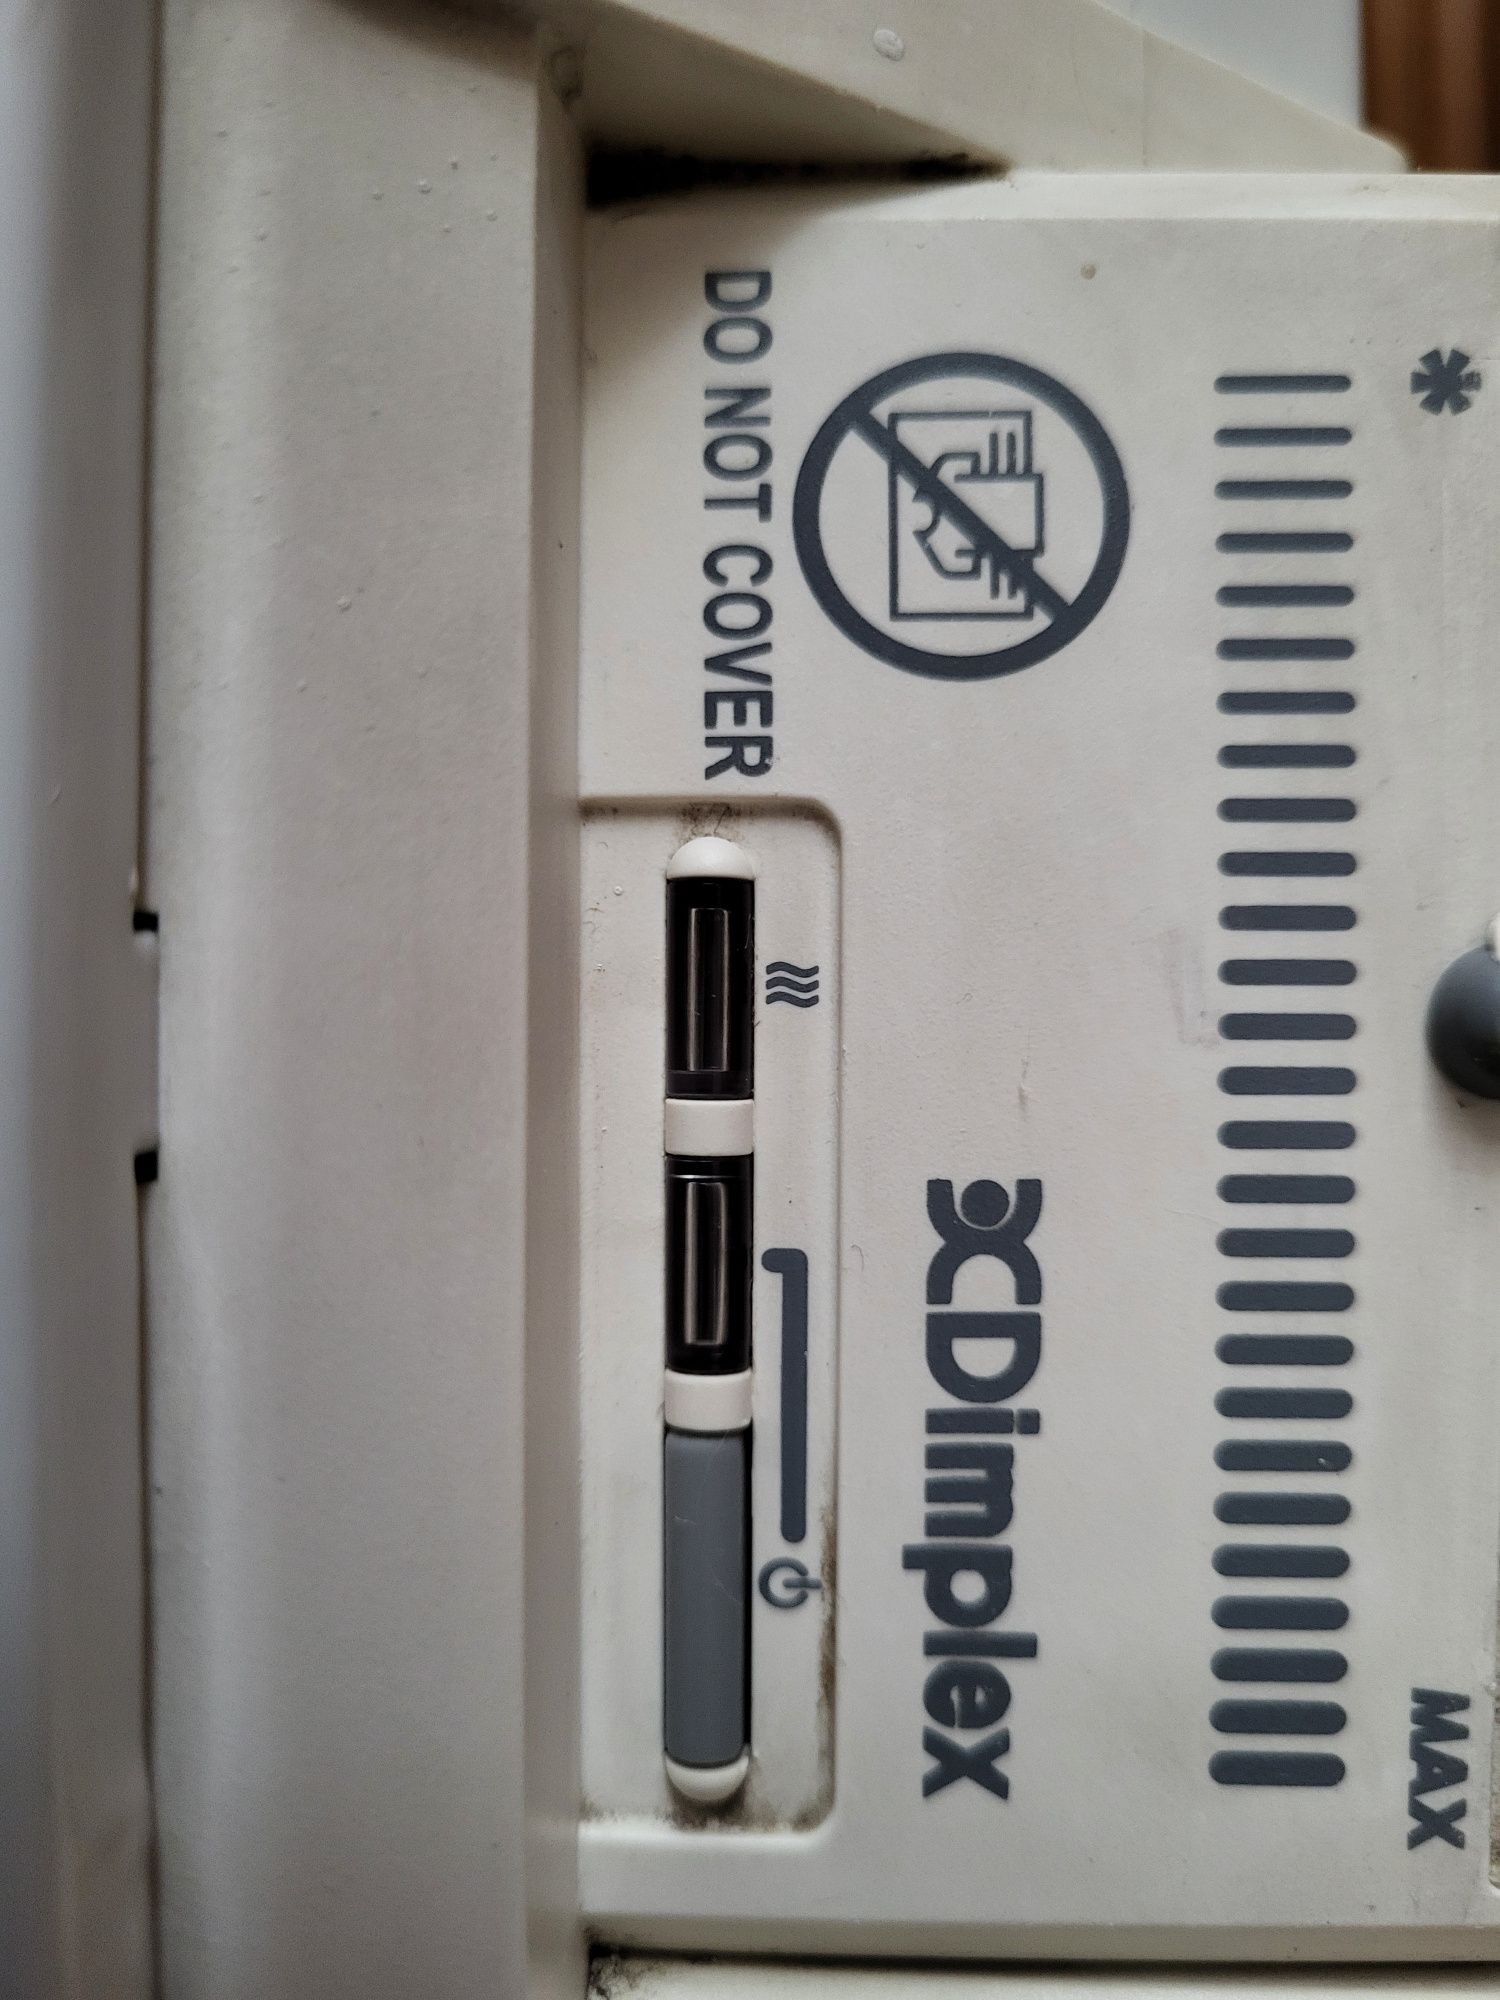 MAX
Dimplex
DO NOT COVER